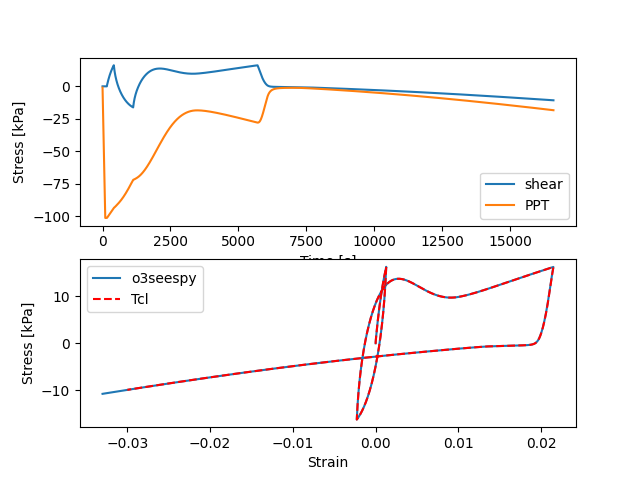 Stress [kPa]
0
−25
−50
−75
−100
0 2500 5000 7500 10000 12500 15000
shear
PPT
Time [s]
Stress [kPa]
10
0
−10
−0.03 −0.02 −0.01 0.00 0.01 0.02
Strain
o3seespy
Tcl